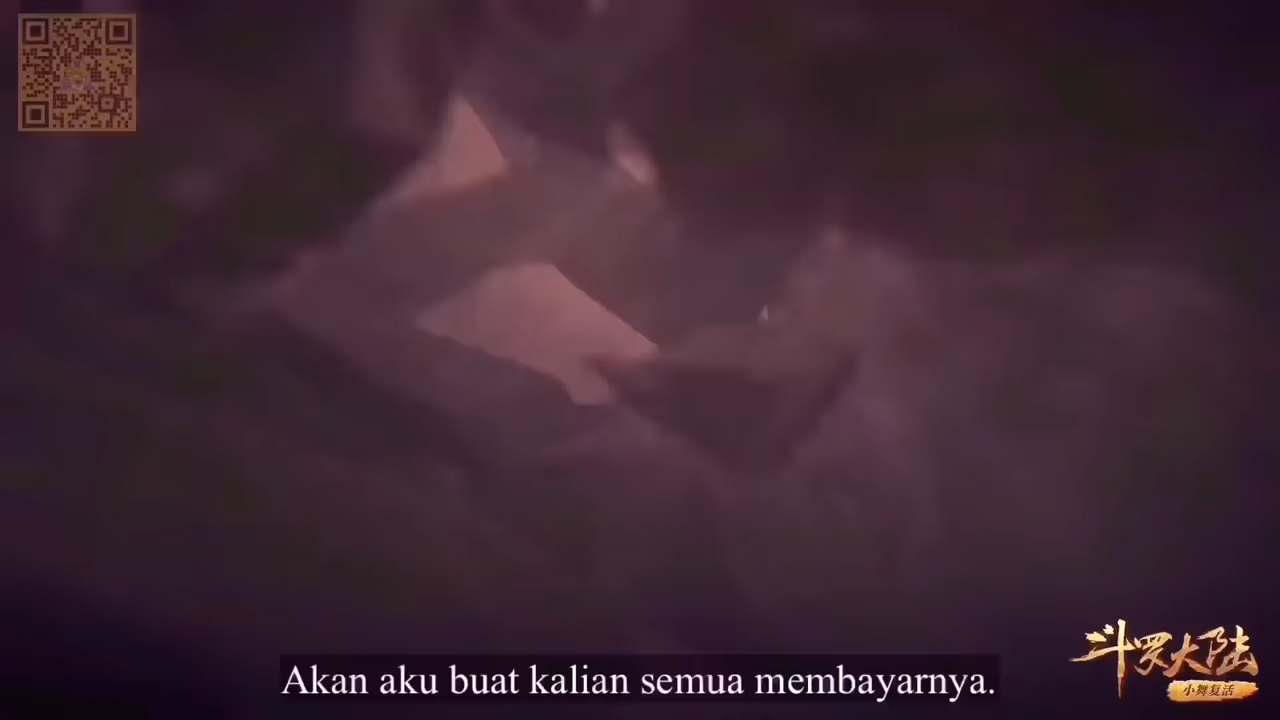 Akan aku buat kalian semua membayarnya.
斗罗大陆
小舞复活